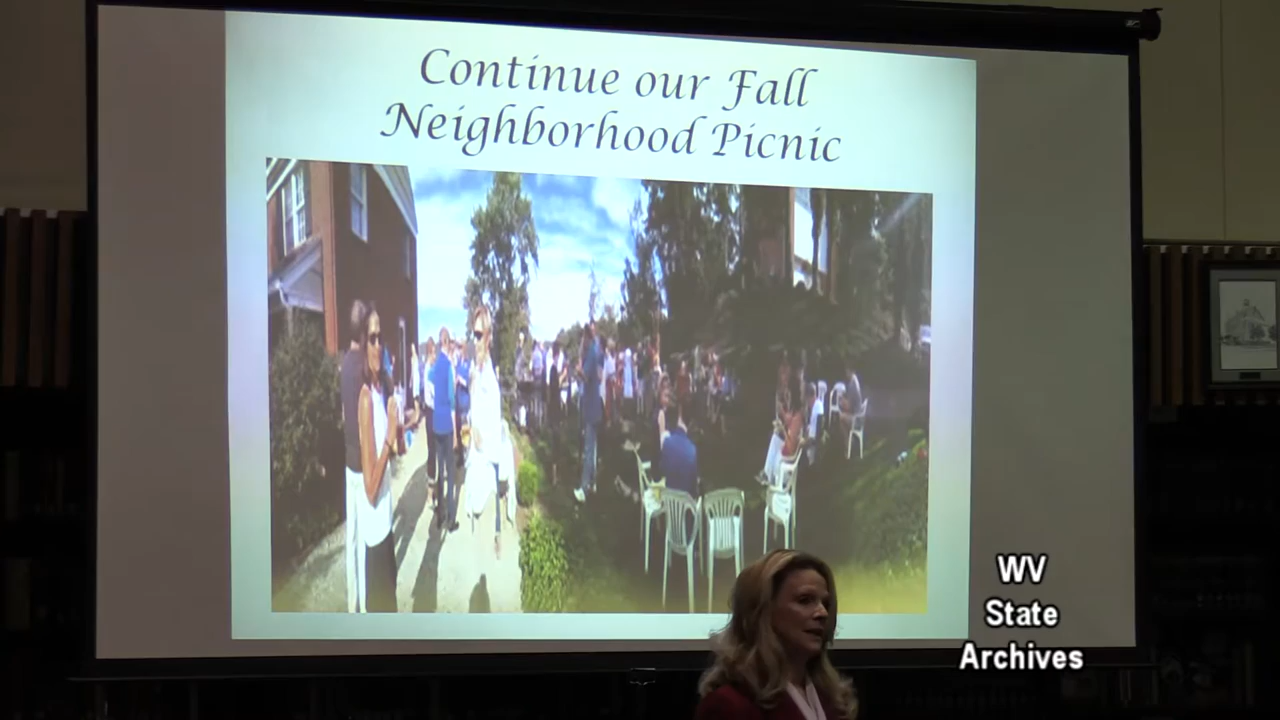 Continue our Fall
Neighborhood Picnic
WV
State
Archives